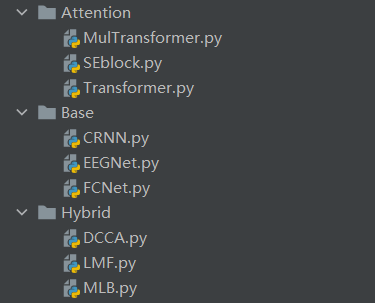 Attention
MulTransformer.py
SEblock.py
Transformer.py
Base
CRNN.py
EEGNet.py
FCNet.py
Hybrid
DCCA.py
LMF.py
MLB.py